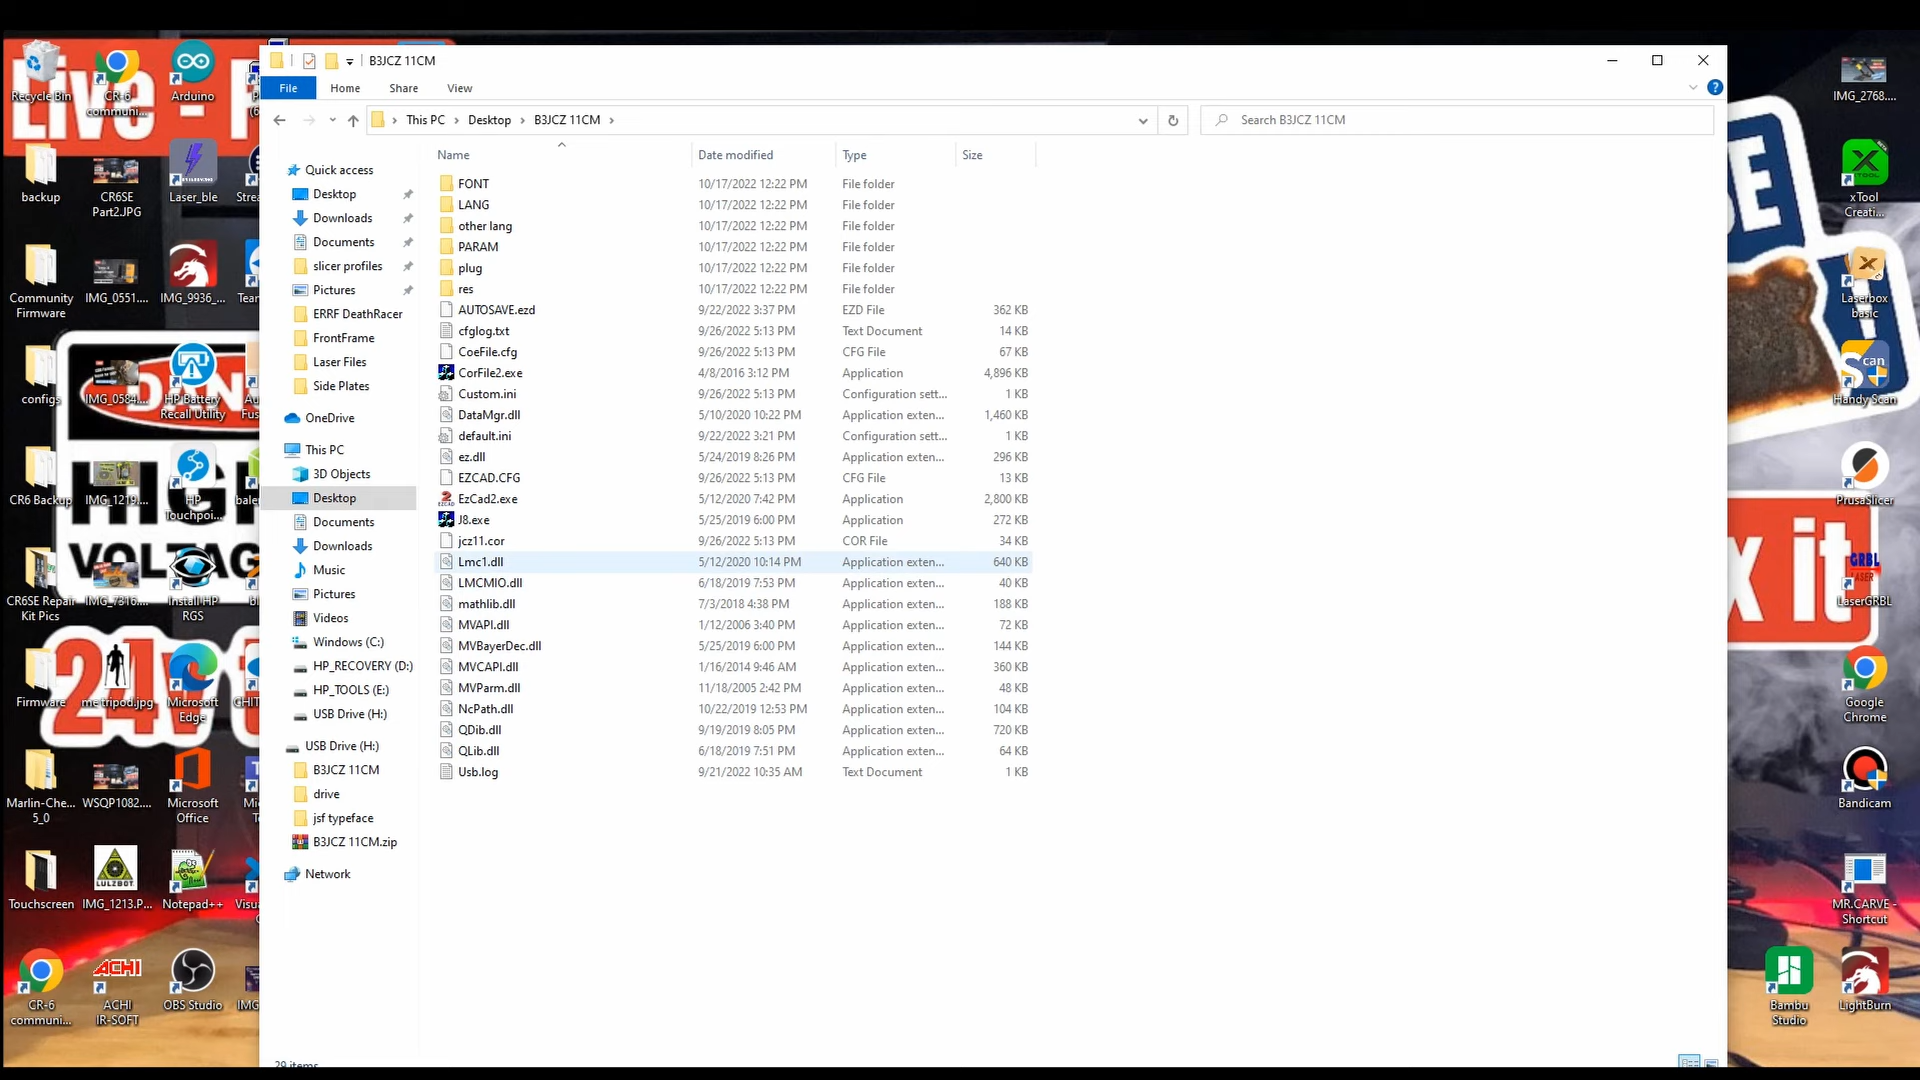 B3JCZ 11CM
File
Home
Share
View
This PC
Desktop
B3JCZ 11CM
Search B3JCZ 11CM
Quick access
Desktop
Downloads
Documents
slicer profiles
Pictures
ERRF DeathRacer
FrontFrame
Laser Files
Side Plates
OneDrive
This PC
3D Objects
Desktop
Documents
Downloads
Music
Pictures
Videos
Windows (C:)
HP_RECOVERY (D:)
HP_TOOLS (E:)
USB Drive (H:)
USB Drive (H:)
B3JCZ 11CM
drive
jsf typeface
B3JCZ 11CM.zip
Network
Name Date modified Type Size
FONT 10/17/2022 12:22 PM File folder
LANG 10/17/2022 12:22 PM File folder
other lang 10/17/2022 12:22 PM File folder
PARAM 10/17/2022 12:22 PM File folder
plug 10/17/2022 12:22 PM File folder
res 10/17/2022 12:22 PM File folder
AUTOSAVE.ezd 9/22/2022 3:37 PM EZD File 362 KB
cfglog.txt 9/26/2022 5:13 PM Text Document 14 KB
CoeFile.cfg 9/26/2022 5:13 PM CFG File 67 KB
CorFile2.exe 4/8/2016 3:12 PM Application 4,896 KB
Custom.ini 9/26/2022 5:13 PM Configuration sett... 1 KB
DataMgr.dll 5/10/2020 10:22 PM Application exten... 1,460 KB
default.ini 9/22/2022 3:21 PM Configuration sett... 1 KB
ez.dll 5/24/2019 8:26 PM Application exten... 296 KB
EZCAD.CFG 9/26/2022 5:13 PM CFG File 13 KB
EzCad2.exe 5/12/2020 7:42 PM Application 2,800 KB
J8.exe 5/25/2019 6:00 PM Application 272 KB
jcz11.cor 9/26/2022 5:13 PM COR File 34 KB
Lmc1.dll 5/12/2020 10:14 PM Application exten... 640 KB
LMCMIO.dll 6/18/2019 7:53 PM Application exten... 40 KB
mathlib.dll 7/3/2018 4:38 PM Application exten... 188 KB
MVAPI.dll 1/12/2006 3:40 PM Application exten... 72 KB
MVBayerDec.dll 5/25/2019 6:00 PM Application exten... 144 KB
MVCAPI.dll 1/16/2014 9:46 AM Application exten... 360 KB
MVParm.dll 11/18/2005 2:42 PM Application exten... 48 KB
NcPath.dll 10/22/2019 12:53 PM Application exten... 104 KB
QDib.dll 9/19/2019 8:05 PM Application exten... 720 KB
QLib.dll 6/18/2019 7:51 PM Application exten... 64 KB
Usb.log 9/21/2022 10:35 AM Text Document 1 KB
29 items
Recycle Bin
CR-6
communi...
Arduino
backup
CR6SE
Part2.JPG
Laser_ble
Community
Firmware
IMG_0551....
IMG_9936_...
configs
IMG_0584....
HP Battery
Recall Utility
CR6 Backup
IMG_1219....
HP
Touchpoi...
CR6SE Repair
Kit Pics
IMG_7316....
Install HP
RGS
Firmware
me tripod.jpg
Microsoft
Edge
Marlin-Che...
5_0
WSQP1082....
Microsoft
Office
Touchscreen
LULZBOT
IMG_1213.P...
Notepad++
CR-6
communi...
ACHI
ACHI
IR-SOFT
OBS Studio
IMG_2768....
xTool
Creati...
Laserbox
basic
Scan
Handy Scan
PrusaSlicer
GRBL
LASER
LaserGRBL
Google
Chrome
Bandicam
MR.CARVE -
Shortcut
Bambu
Studio
LightBurn
Live -
HIGH
VOLTAGE
24v
x it